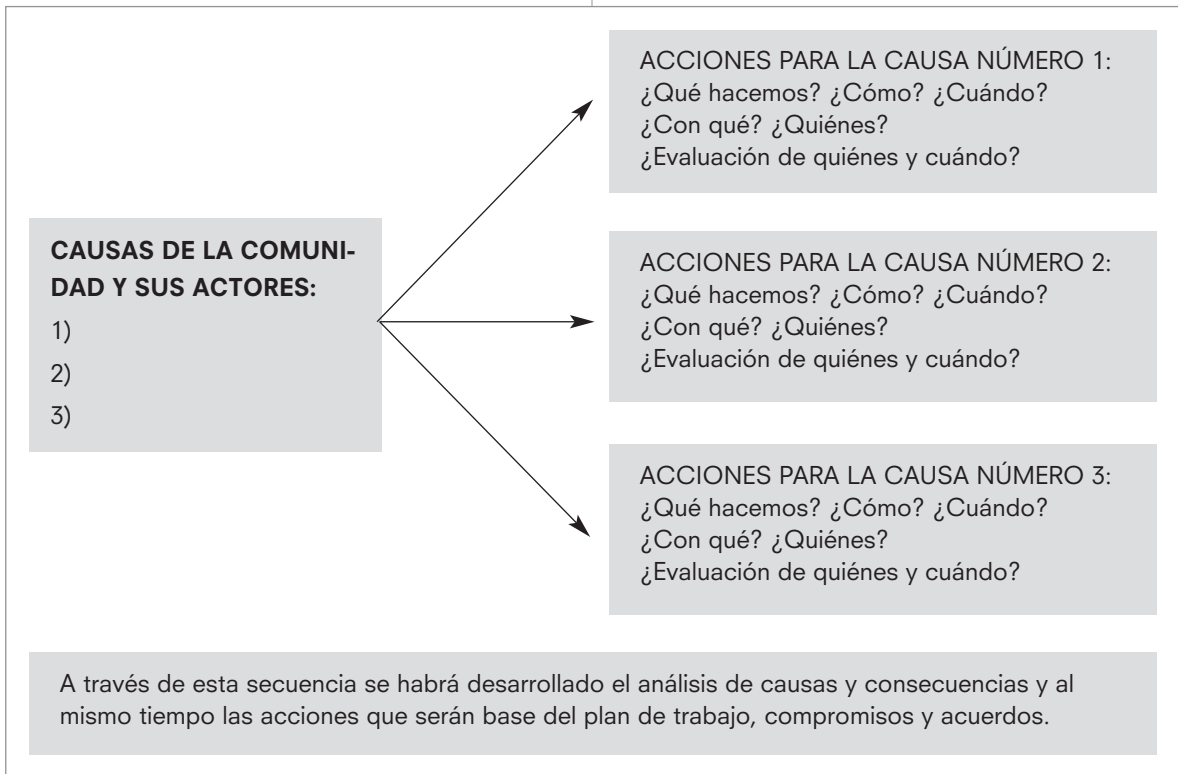 CAUSAS DE LA COMUNI-
DAD Y SUS ACTORES:
1)
2)
3)
ACCIONES PARA LA CAUSA NÚMERO 1:
¿Qué hacemos? ¿Cómo? ¿Cuándo?
¿Con qué? ¿Quiénes?
¿Evaluación de quiénes y cuándo?
ACCIONES PARA LA CAUSA NÚMERO 2:
¿Qué hacemos? ¿Cómo? ¿Cuándo?
¿Con qué? ¿Quiénes?
¿Evaluación de quiénes y cuándo?
ACCIONES PARA LA CAUSA NÚMERO 3:
¿Qué hacemos? ¿Cómo? ¿Cuándo?
¿Con qué? ¿Quiénes?
¿Evaluación de quiénes y cuándo?
A través de esta secuencia se habrá desarrollado el análisis de causas y consecuencias y al
mismo tiempo las acciones que serán base del plan de trabajo, compromisos y acuerdos.